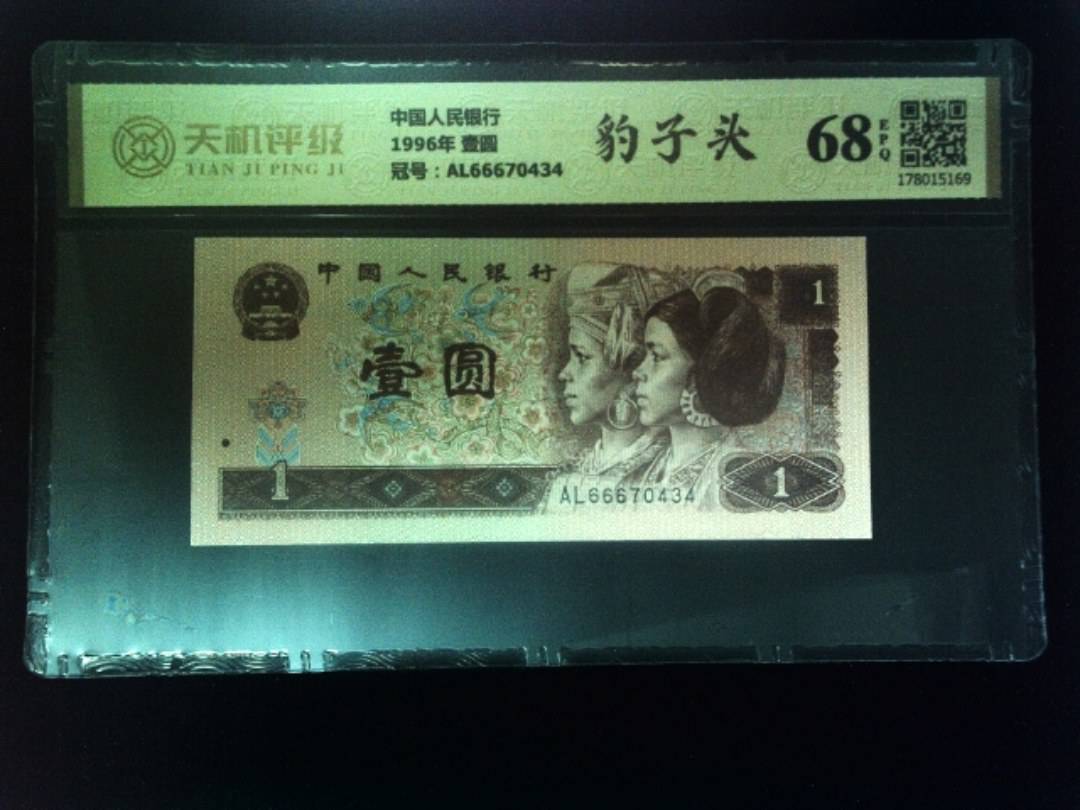 天机评级
TIAN JI PING JI
中国人民银行
1996年 壹圆
冠号：AL66670434
豹子头
68
EPQ
178015169
中国人民银行
1
壹圆
1
AL66670434
1